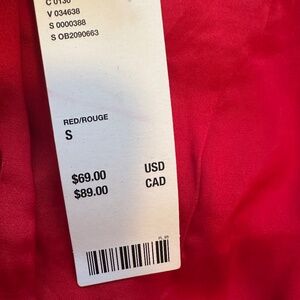 C 0130
V 034638
S 0000388
S OB2090663
RED/ROUGE
S
$69.00 USD
$89.00 CAD